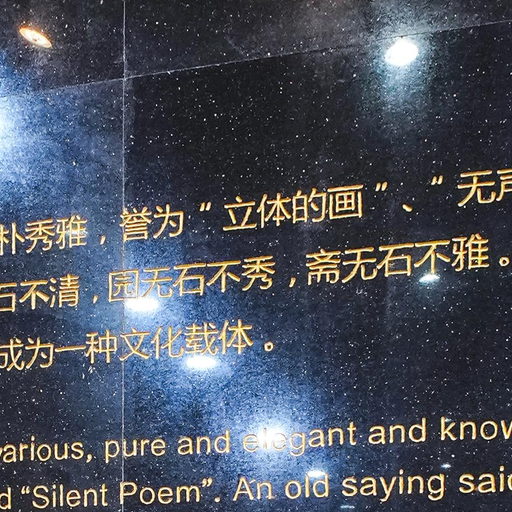 朴秀雅，誉为“立体的画”、“无声
石不清，园无石不秀，斋无石不雅。
成为一种文化载体。
various, pure and elegant and know
d “Silent Poem”. An old saying said